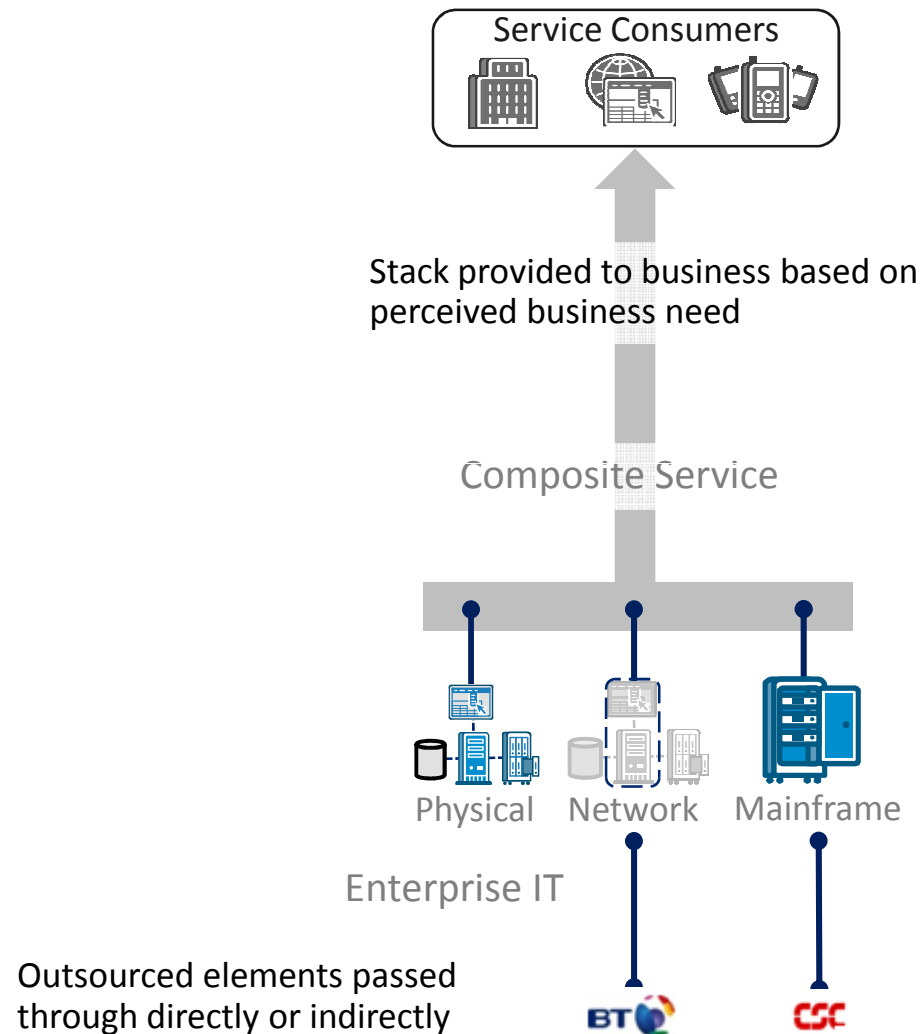 Service Consumers
Stack provided to business based on
perceived business need
Composite Service
Physical
Network
Mainframe
Enterprise IT
Outsourced elements passed
through directly or indirectly
BT
CSC